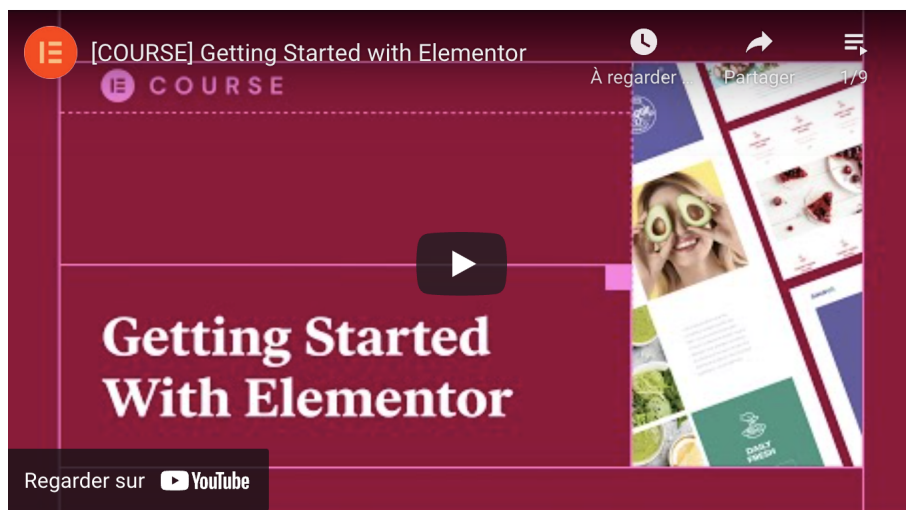 [COURSE] Getting Started with Elementor
À regarder ...
Partager
1/9
COURSE
Getting Started
With Elementor
DAILY
FRESH
Regarder sur YouTube